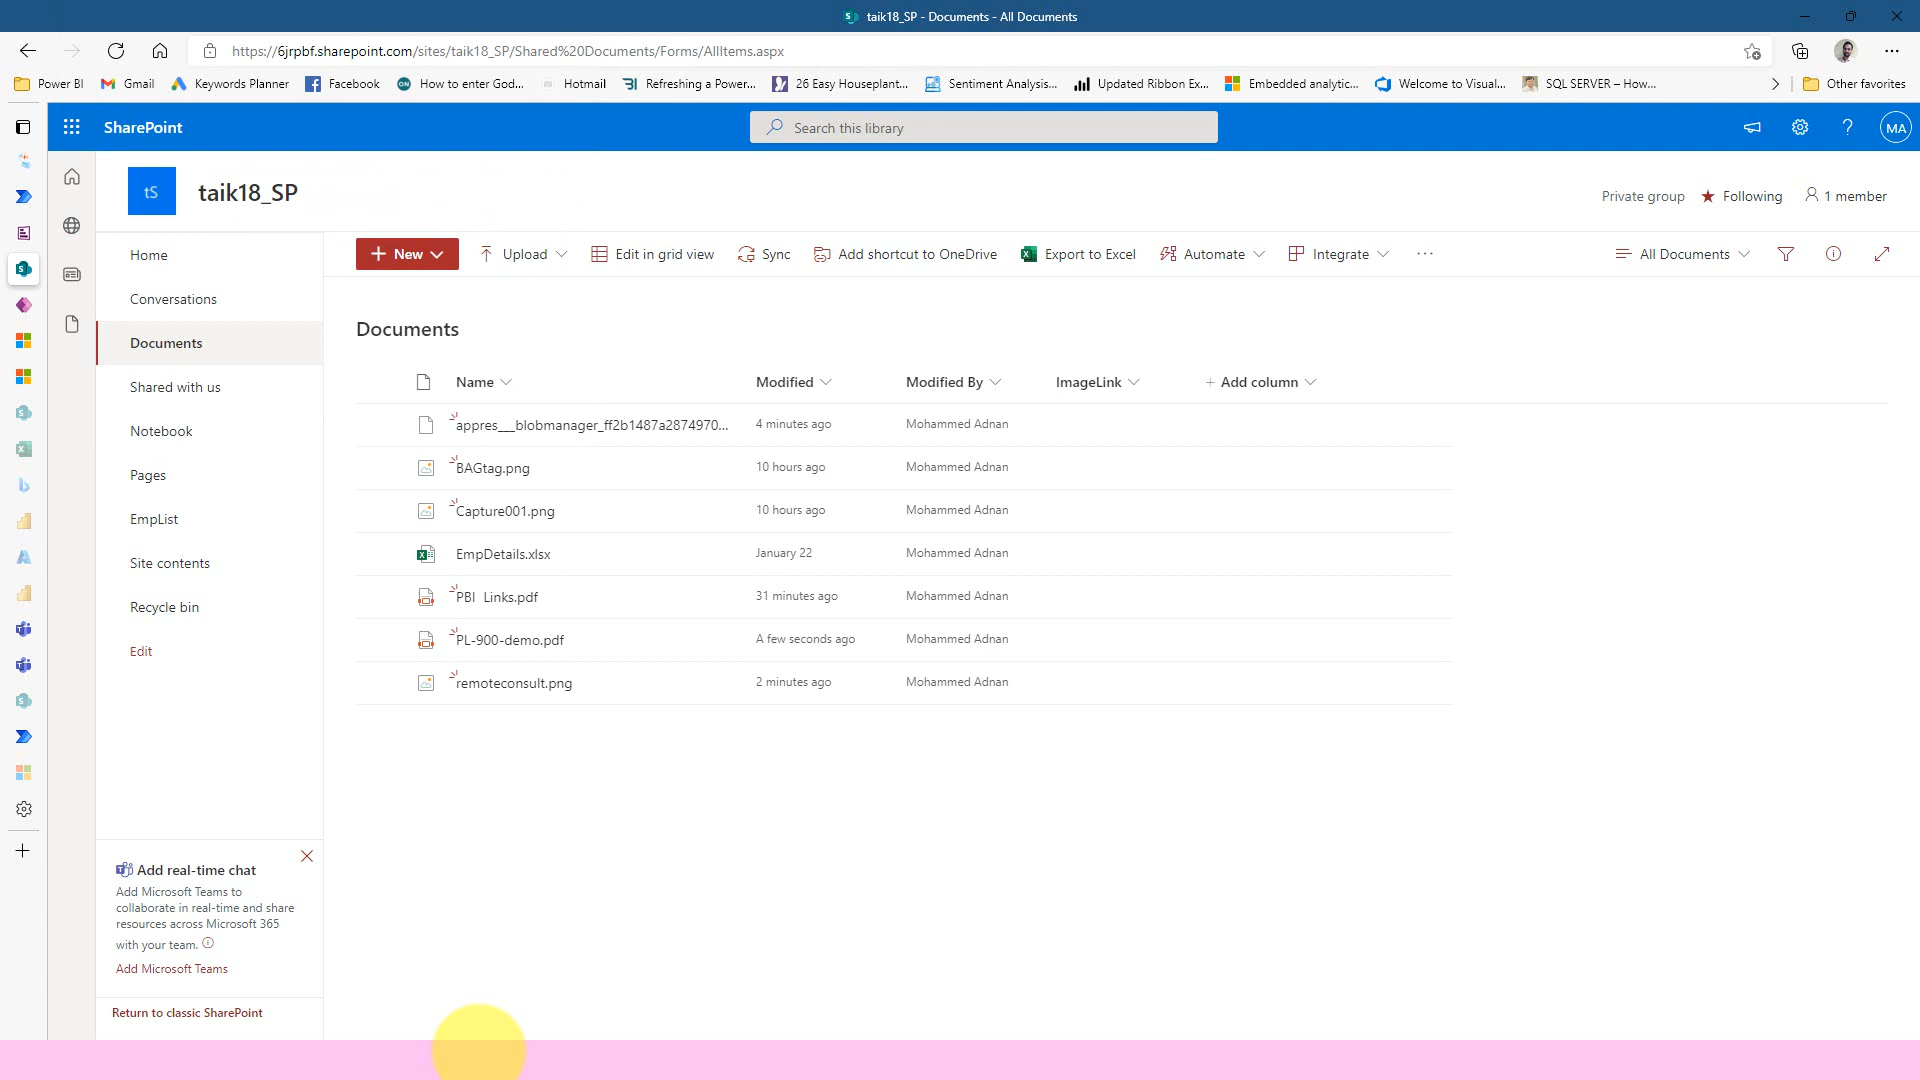 taik18_SP - Documents - All Documents
https://6jrpbf.sharepoint.com/sites/taik18_SP/Shared%20Documents/Forms/AllItems.aspx
Power BI Gmail Keywords Planner Facebook How to enter God... Hotmail Refreshing a Power... 26 Easy Houseplant... Sentiment Analysis... Updated Ribbon Ex... Embedded analytic... Welcome to Visual... SQL SERVER – How... Other favorites
SharePoint
Search this library
MA
tS
taik18_SP
Private group Following 1 member
Home
Conversations
Documents
Shared with us
Notebook
Pages
EmpList
Site contents
Recycle bin
Edit
New Upload Edit in grid view Sync Add shortcut to OneDrive Export to Excel Automate Integrate All Documents
Documents
Name Modified Modified By ImageLink Add column
appres___blobmanager_ff2b1487a2874970... 4 minutes ago Mohammed Adnan
BAGtag.png 10 hours ago Mohammed Adnan
Capture001.png 10 hours ago Mohammed Adnan
EmpDetails.xlsx January 22 Mohammed Adnan
PBI Links.pdf 31 minutes ago Mohammed Adnan
PL-900-demo.pdf A few seconds ago Mohammed Adnan
remoteconsult.png 2 minutes ago Mohammed Adnan
Add real-time chat
Add Microsoft Teams to
collaborate in real-time and share
resources across Microsoft 365
with your team.
Add Microsoft Teams
Return to classic SharePoint